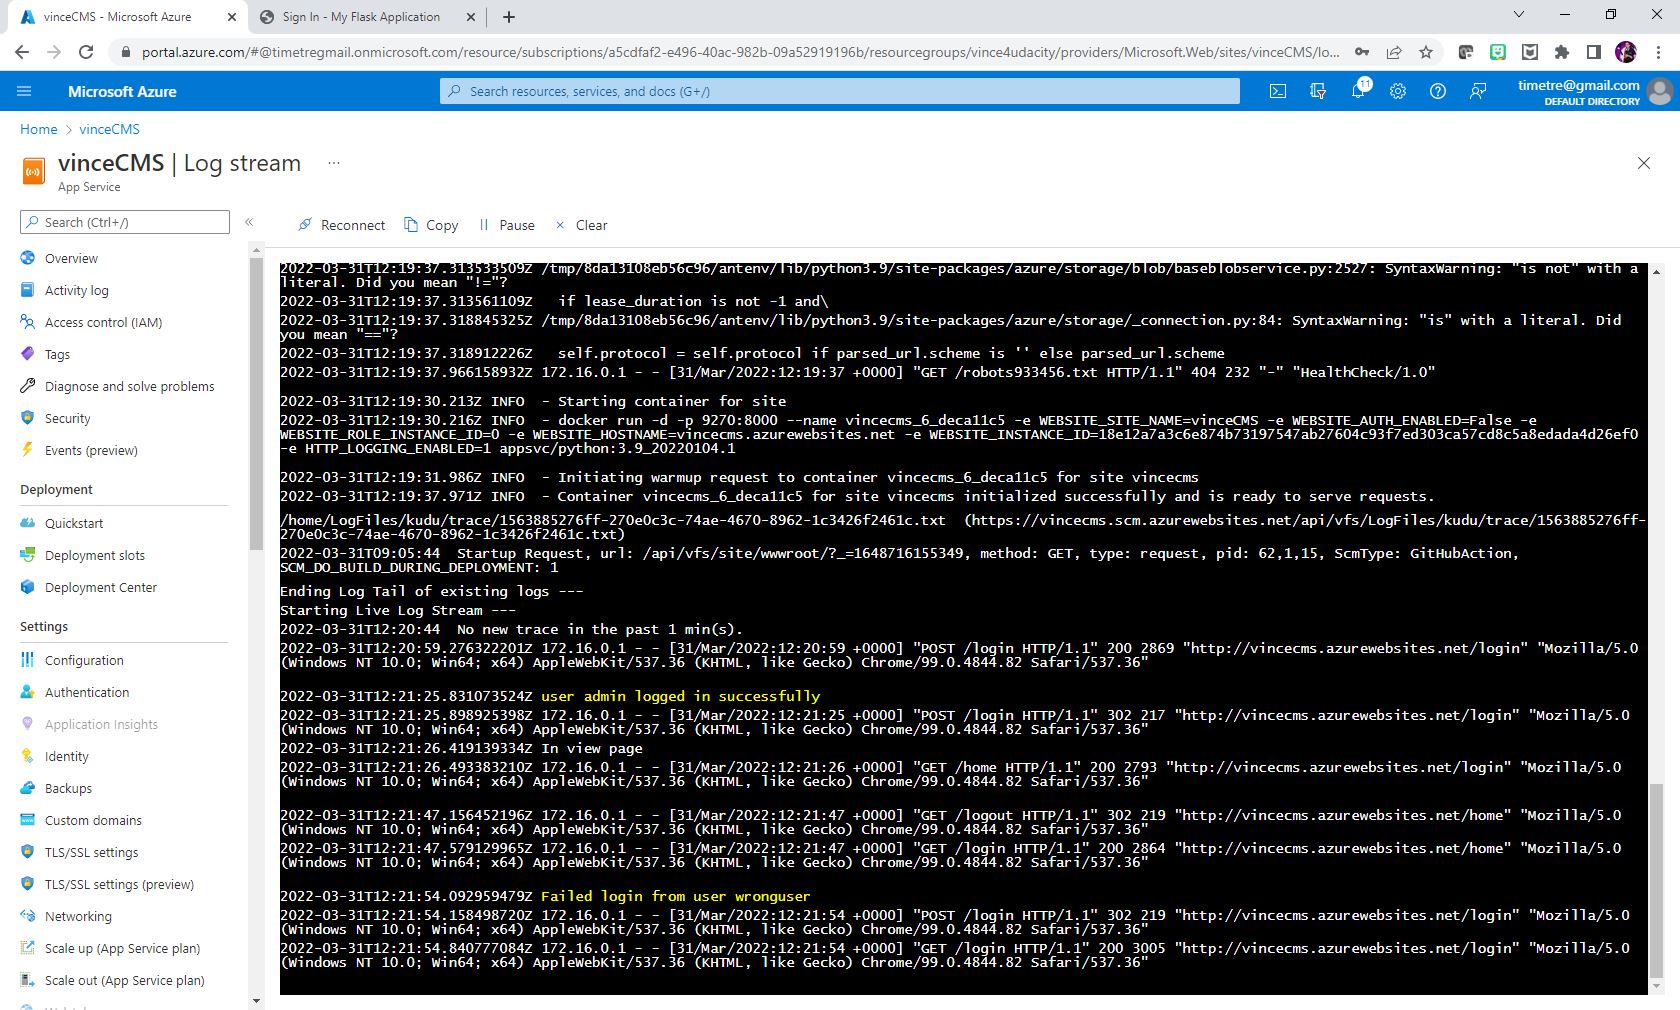 vinceCMS - Microsoft Azure
Sign In - My Flask Application
portal.azure.com/#@timetregmail.onmicrosoft.com/resource/subscriptions/a5cdfaf2-e496-40ac-982b-09a52919196b/resourcegroups/vince4udacity/providers/Microsoft.Web/sites/vinceCMS/lo...
Microsoft Azure
Search resources, services, and docs (G+/)
11
timetre@gmail.com
DEFAULT DIRECTORY
Home > vinceCMS
vinceCMS | Log stream ...
App Service
Search (Ctrl+/)
«
Reconnect Copy Pause Clear
Overview
Activity log
Access control (IAM)
Tags
Diagnose and solve problems
Security
Events (preview)
Deployment
Quickstart
Deployment slots
Deployment Center
Settings
Configuration
Authentication
Application Insights
Identity
Backups
Custom domains
TLS/SSL settings
TLS/SSL settings (preview)
Networking
Scale up (App Service plan)
Scale out (App Service plan)
2022-03-31T12:19:37.313533509Z /tmp/8da13108eb56c96/antenv/lib/python3.9/site-packages/azure/storage/blob/baseblobservice.py:2527: SyntaxWarning: "is not" with a
literal. Did you mean "!="?
2022-03-31T12:19:37.313561109Z   if lease_duration is not -1 and\
2022-03-31T12:19:37.318845325Z /tmp/8da13108eb56c96/antenv/lib/python3.9/site-packages/azure/storage/_connection.py:84: SyntaxWarning: "is" with a literal. Did
you mean "=="?
2022-03-31T12:19:37.318912226Z   self.protocol = self.protocol if parsed_url.scheme is '' else parsed_url.scheme
2022-03-31T12:19:37.966158932Z 172.16.0.1 - - [31/Mar/2022:12:19:37 +0000] "GET /robots933456.txt HTTP/1.1" 404 232 "-" "HealthCheck/1.0"
2022-03-31T12:19:30.213Z INFO  - Starting container for site
2022-03-31T12:19:30.216Z INFO  - docker run -d -p 9270:8000 --name vincecms_6_deca11c5 -e WEBSITE_SITE_NAME=vinceCMS -e WEBSITE_AUTH_ENABLED=False -e
WEBSITE_ROLE_INSTANCE_ID=0 -e WEBSITE_HOSTNAME=vincecms.azurewebsites.net -e WEBSITE_INSTANCE_ID=18e12a7a3c6e874b73197547ab27604c93f7ed303ca57cd8c5a8edada4d26ef0
-e HTTP_LOGGING_ENABLED=1 appsvc/python:3.9_20220104.1
2022-03-31T12:19:31.986Z INFO  - Initiating warmup request to container vincecms_6_deca11c5 for site vincecms
2022-03-31T12:19:37.971Z INFO  - Container vincecms_6_deca11c5 for site vincecms initialized successfully and is ready to serve requests.
/home/LogFiles/kudu/trace/1563885276ff-270e0c3c-74ae-4670-8962-1c3426f2461c.txt  (https://vincecms.scm.azurewebsites.net/api/vfs/LogFiles/kudu/trace/1563885276ff-
270e0c3c-74ae-4670-8962-1c3426f2461c.txt)
2022-03-31T09:05:44  Startup Request, url: /api/vfs/site/wwwroot/?_=1648716155349, method: GET, type: request, pid: 62,1,15, ScmType: GitHubAction,
SCM_DO_BUILD_DURING_DEPLOYMENT: 1
Ending Log Tail of existing logs ---
Starting Live Log Stream ---
2022-03-31T12:20:44  No new trace in the past 1 min(s).
2022-03-31T12:20:59.276322201Z 172.16.0.1 - - [31/Mar/2022:12:20:59 +0000] "POST /login HTTP/1.1" 200 2869 "http://vincecms.azurewebsites.net/login" "Mozilla/5.0
(Windows NT 10.0; Win64; x64) AppleWebKit/537.36 (KHTML, like Gecko) Chrome/99.0.4844.82 Safari/537.36"
2022-03-31T12:21:25.831073524Z user admin logged in successfully
2022-03-31T12:21:25.898925398Z 172.16.0.1 - - [31/Mar/2022:12:21:25 +0000] "POST /login HTTP/1.1" 302 217 "http://vincecms.azurewebsites.net/login" "Mozilla/5.0
(Windows NT 10.0; Win64; x64) AppleWebKit/537.36 (KHTML, like Gecko) Chrome/99.0.4844.82 Safari/537.36"
2022-03-31T12:21:26.419139334Z In view page
2022-03-31T12:21:26.493383210Z 172.16.0.1 - - [31/Mar/2022:12:21:26 +0000] "GET /home HTTP/1.1" 200 2793 "http://vincecms.azurewebsites.net/login" "Mozilla/5.0
(Windows NT 10.0; Win64; x64) AppleWebKit/537.36 (KHTML, like Gecko) Chrome/99.0.4844.82 Safari/537.36"
2022-03-31T12:21:47.156452196Z 172.16.0.1 - - [31/Mar/2022:12:21:47 +0000] "GET /logout HTTP/1.1" 302 219 "http://vincecms.azurewebsites.net/home" "Mozilla/5.0
(Windows NT 10.0; Win64; x64) AppleWebKit/537.36 (KHTML, like Gecko) Chrome/99.0.4844.82 Safari/537.36"
2022-03-31T12:21:47.579129965Z 172.16.0.1 - - [31/Mar/2022:12:21:47 +0000] "GET /login HTTP/1.1" 200 2864 "http://vincecms.azurewebsites.net/home" "Mozilla/5.0
(Windows NT 10.0; Win64; x64) AppleWebKit/537.36 (KHTML, like Gecko) Chrome/99.0.4844.82 Safari/537.36"
2022-03-31T12:21:54.092959479Z Failed login from user wronguser
2022-03-31T12:21:54.158498720Z 172.16.0.1 - - [31/Mar/2022:12:21:54 +0000] "POST /login HTTP/1.1" 302 219 "http://vincecms.azurewebsites.net/login" "Mozilla/5.0
(Windows NT 10.0; Win64; x64) AppleWebKit/537.36 (KHTML, like Gecko) Chrome/99.0.4844.82 Safari/537.36"
2022-03-31T12:21:54.840777084Z 172.16.0.1 - - [31/Mar/2022:12:21:54 +0000] "GET /login HTTP/1.1" 200 3005 "http://vincecms.azurewebsites.net/login" "Mozilla/5.0
(Windows NT 10.0; Win64; x64) AppleWebKit/537.36 (KHTML, like Gecko) Chrome/99.0.4844.82 Safari/537.36"